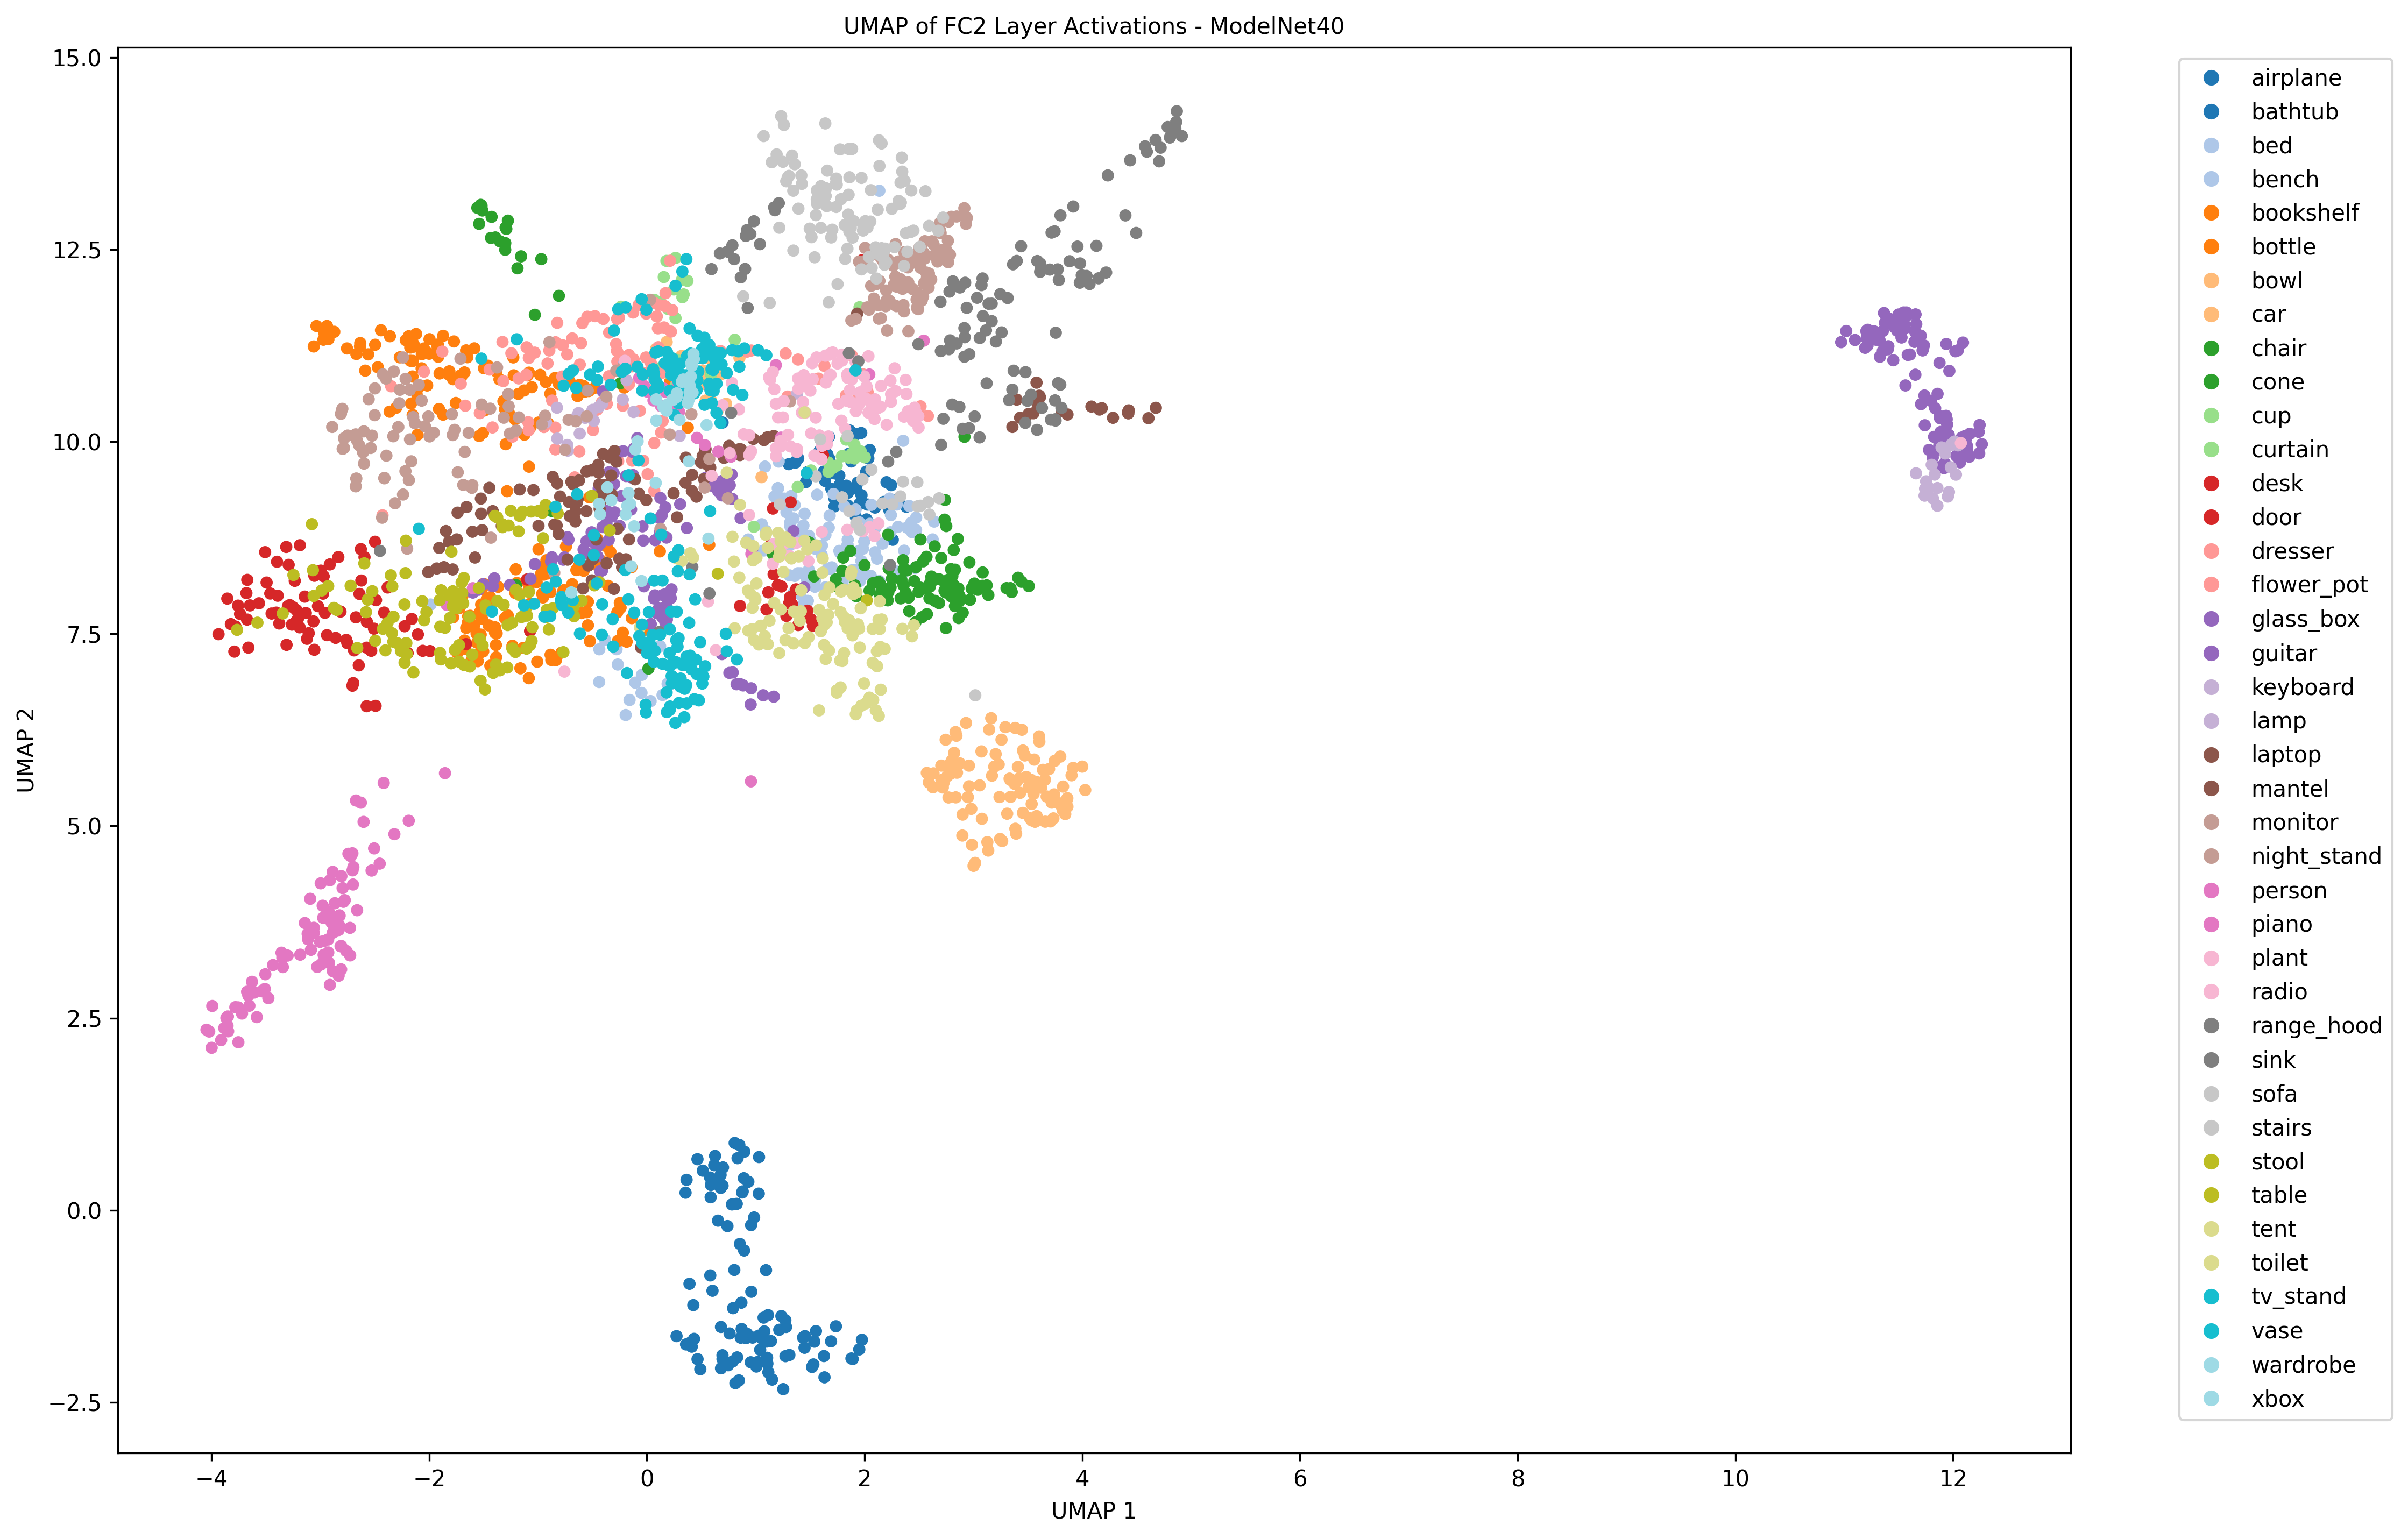 UMAP of FC2 Layer Activations - ModelNet40
15.0
12.5
10.0
7.5
5.0
2.5
0.0
−2.5
UMAP 2
−4
−2
0
2
4
6
8
10
12
UMAP 1
airplane
bathtub
bed
bench
bookshelf
bottle
bowl
car
chair
cone
cup
curtain
desk
door
dresser
flower_pot
glass_box
guitar
keyboard
lamp
laptop
mantel
monitor
night_stand
person
piano
plant
radio
range_hood
sink
sofa
stairs
stool
table
tent
toilet
tv_stand
vase
wardrobe
xbox